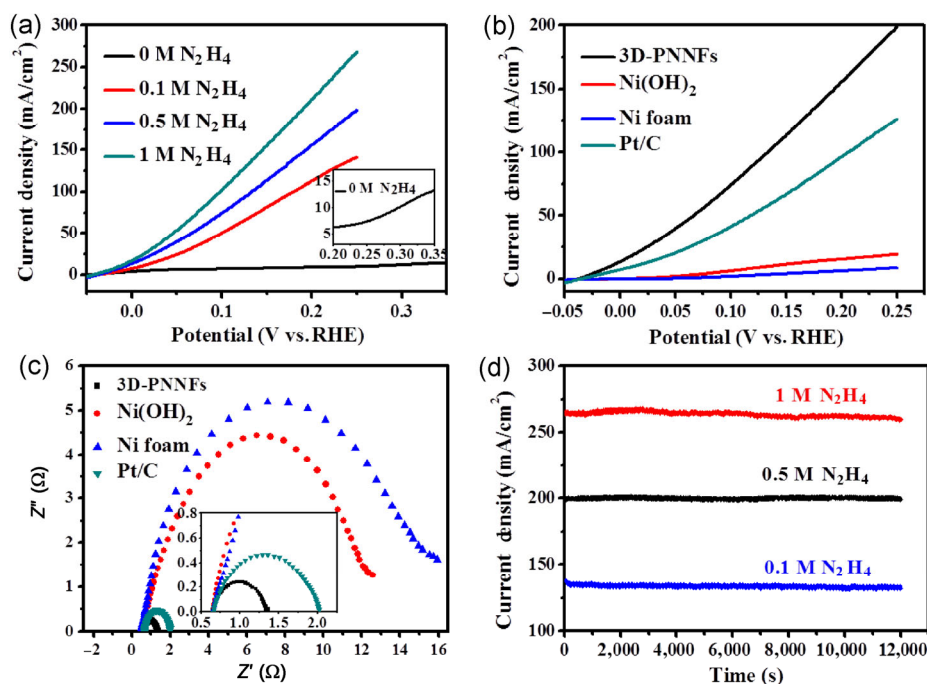 (a)
300
250
200
150
100
50
0
Current density (mA/cm²)
0 M N₂H₄
0.1 M N₂H₄
0.5 M N₂H₄
1 M N₂H₄
15
10
5
0 M N₂H₄
0.20 0.25 0.30 0.35
0.0 0.1 0.2 0.3
Potential (V vs. RHE)
(b)
200
150
100
50
0
Current density (mA/cm²)
3D-PNNFs
Ni(OH)₂
Ni foam
Pt/C
−0.05 0.00 0.05 0.10 0.15 0.20 0.25
Potential (V vs. RHE)
(c)
6
5
4
3
2
1
0
Z″ (Ω)
3D-PNNFs
Ni(OH)₂
Ni foam
Pt/C
0.8
0.6
0.4
0.2
0.0
0.5 1.0 1.5 2.0
−2 0 2 4 6 8 10 12 14 16
Z′ (Ω)
(d)
300
250
200
150
100
Current density (mA/cm²)
1 M N₂H₄
0.5 M N₂H₄
0.1 M N₂H₄
0 2,000 4,000 6,000 8,000 10,000 12,000
Time (s)